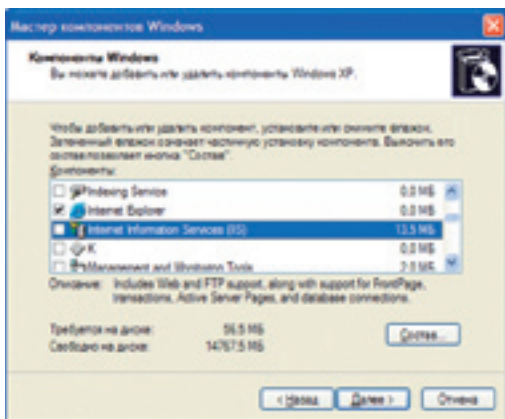 Мастер компонентов Windows
Компоненты Windows
Вы можете добавить или удалить компоненты Windows XP.
Чтобы добавить или удалить компонент, установите или снимите флажок.
Затененный флажок означает частичную установку компонента. Выяснить его
состав позволяет кнопка "Состав".
Компоненты:
Indexing Service 0.0 МБ
Internet Explorer 0.0 МБ
Internet Information Services (IIS) 13.5 МБ
K 0.0 МБ
Management and Monitoring Tools 2.0 МБ
Описание: Includes Web and FTP support, along with support for FrontPage,
transactions, Active Server Pages, and database connections.
Требуется на диске: 56.5 МБ
Свободно на диске: 14767.5 МБ
Состав...
< Назад
Далее >
Отмена